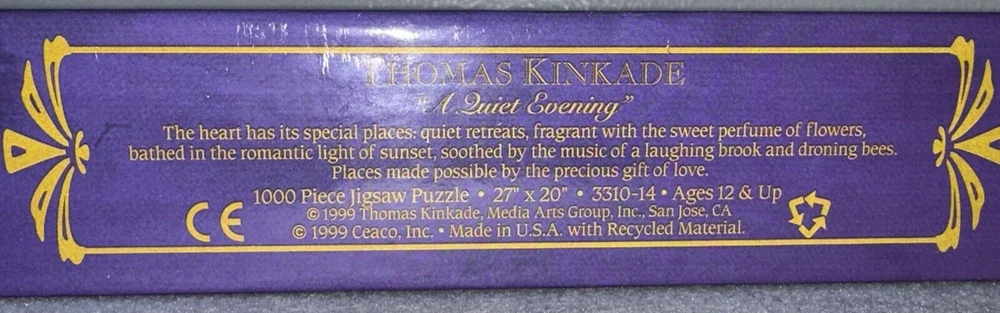 THOMAS KINKADE
"A Quiet Evening"
The heart has its special places: quiet retreats, fragrant with the sweet perfume of flowers,
bathed in the romantic light of sunset, soothed by the music of a laughing brook and droning bees.
Places made possible by the precious gift of love.
1000 Piece Jigsaw Puzzle • 27" x 20" • 3310-14 • Ages 12 & Up
© 1999 Thomas Kinkade, Media Arts Group, Inc., San Jose, CA
© 1999 Ceaco, Inc. • Made in U.S.A. with Recycled Material.
CE